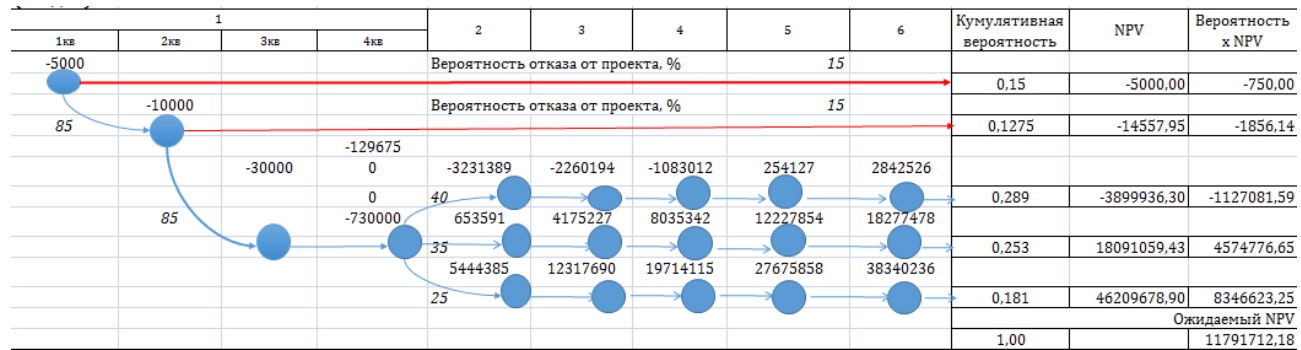 1 2 3 4 5 6 Кумулятивная вероятность NPV Вероятность x NPV
1кв 2кв 3кв 4кв
-5000 Вероятность отказа от проекта, % 15
0,15 -5000,00 -750,00
-10000 Вероятность отказа от проекта, % 15
85 0,1275 -14557,95 -1856,14
-129675
-30000 0 -3231389 -2260194 -1083012 254127 2842526
0 40 0,289 -3899936,30 -1127081,59
85 -730000 653591 4175227 8035342 12227854 18277478
35 0,253 18091059,43 4574776,65
5444385 12317690 19714115 27675858 38340236
25 0,181 46209678,90 8346623,25
Ожидаемый NPV
1,00 11791712,18